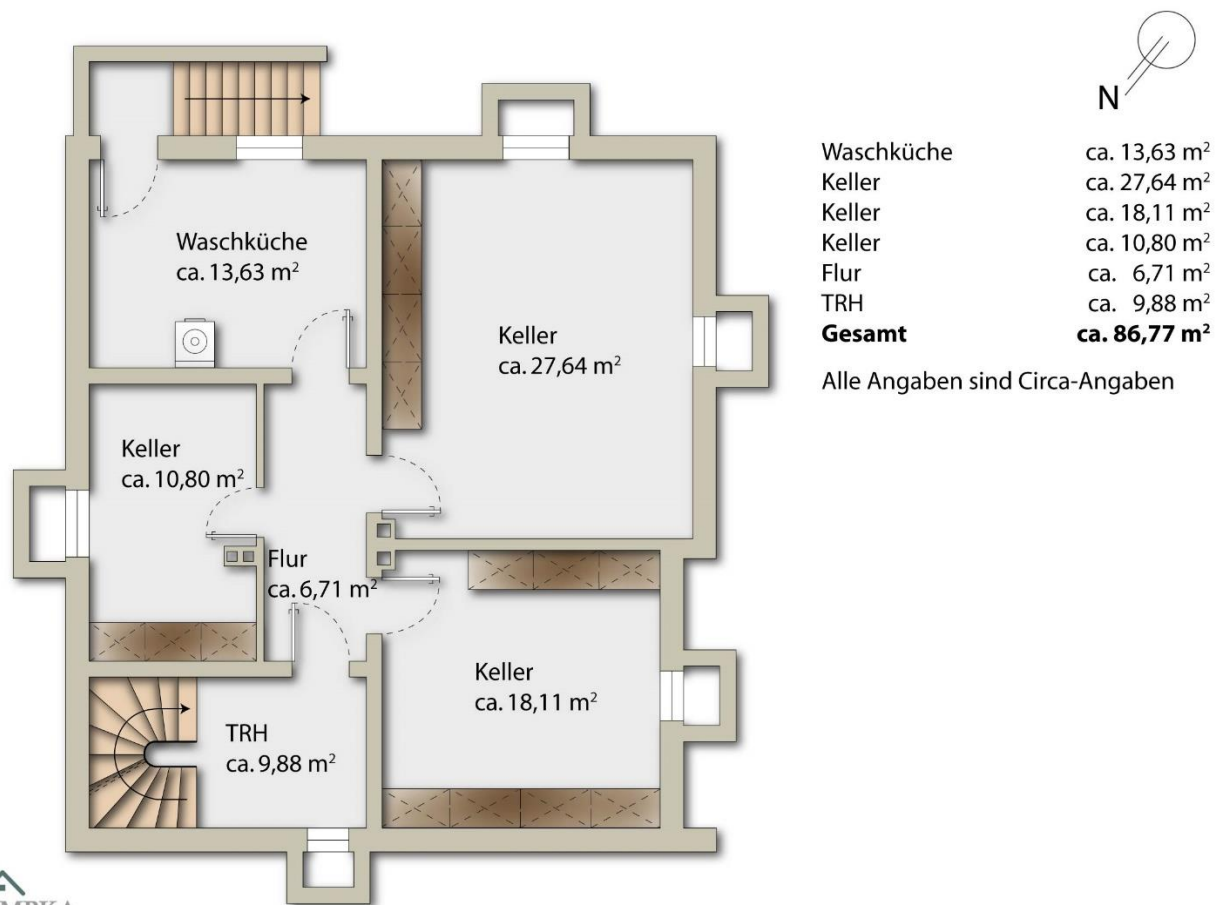 N
Waschküche ca. 13,63 m²
Keller ca. 27,64 m²
Keller ca. 18,11 m²
Keller ca. 10,80 m²
Flur ca. 6,71 m²
TRH ca. 9,88 m²
Gesamt ca. 86,77 m²
Alle Angaben sind Circa-Angaben
Waschküche
ca. 13,63 m²
Keller
ca. 27,64 m²
Keller
ca. 10,80 m²
Flur
ca. 6,71 m²
Keller
ca. 18,11 m²
TRH
ca. 9,88 m²